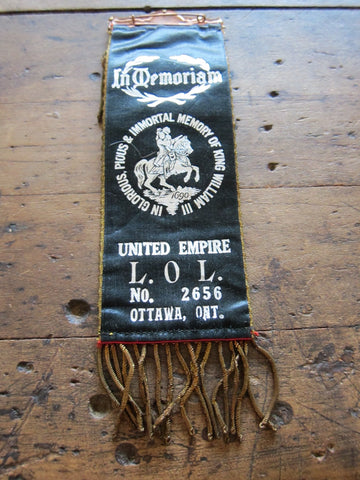 In Memoriam
IN GLORIOUS, PIOUS & IMMORTAL MEMORY OF KING WILLIAM III
1690
UNITED EMPIRE
L. O L.
NO. 2656
OTTAWA, ONT.